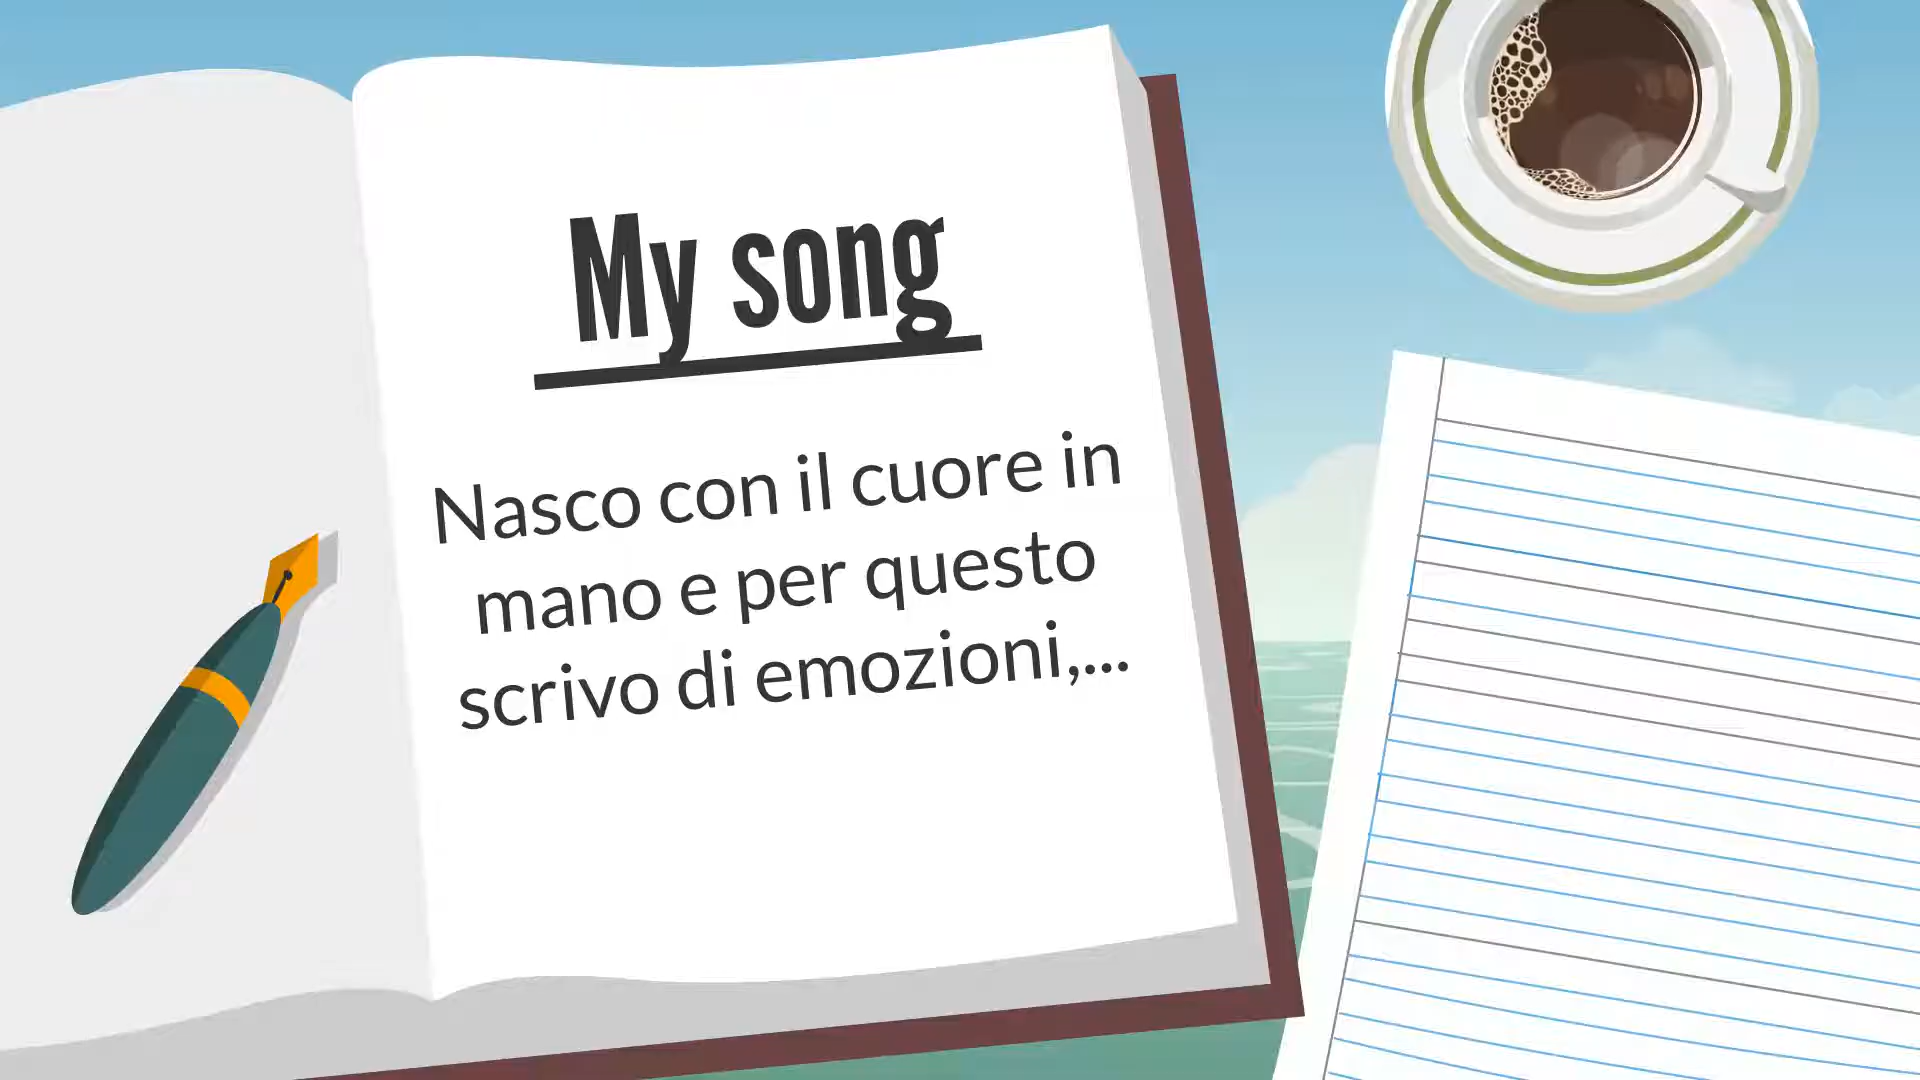 My song
Nasco con il cuore in
mano e per questo
scrivo di emozioni,...